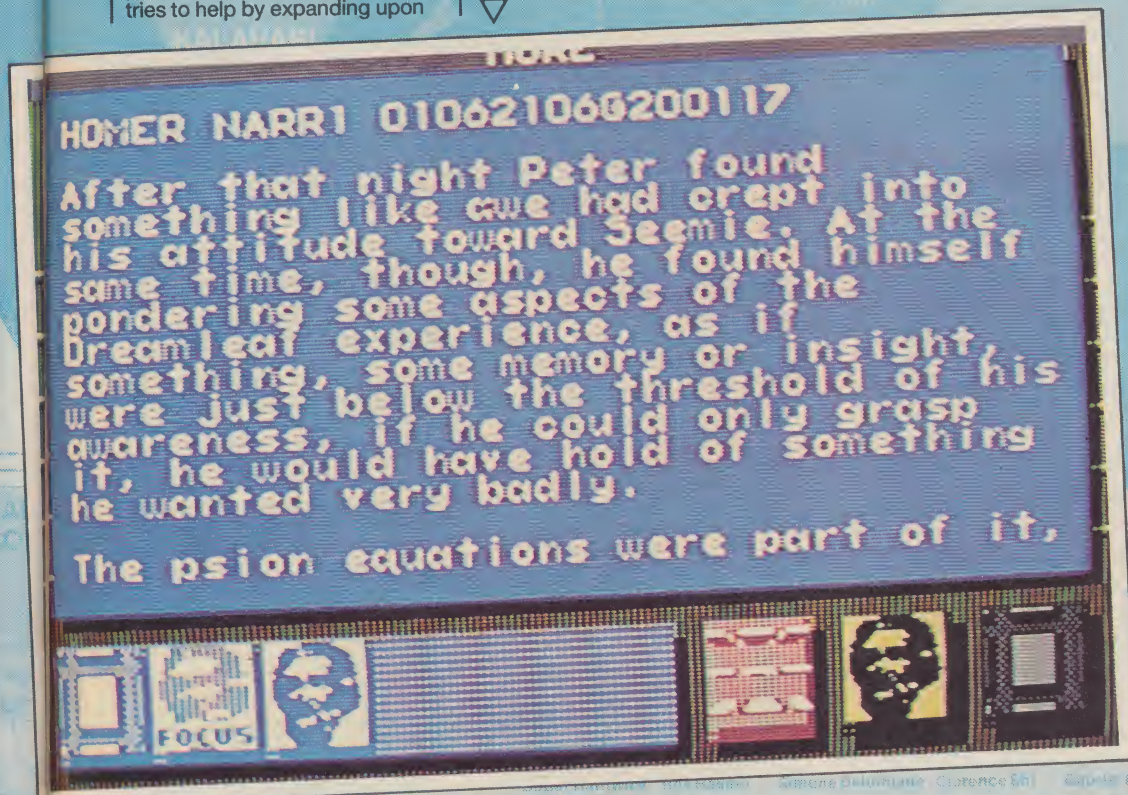 tries to help by expanding upon
MORE
HOMER NARR1 010621060200117
After that night Peter found
something like awe had crept into
his attitude toward Seemie. At the
same time, though, he found himself
pondering some aspects of the
Dreamleaf experience, as if
something, some memory or insight,
were just below the threshold of his
awareness, if he could only grasp
it, he would have hold of something
he wanted very badly.
The psion equations were part of it,
FOCUS